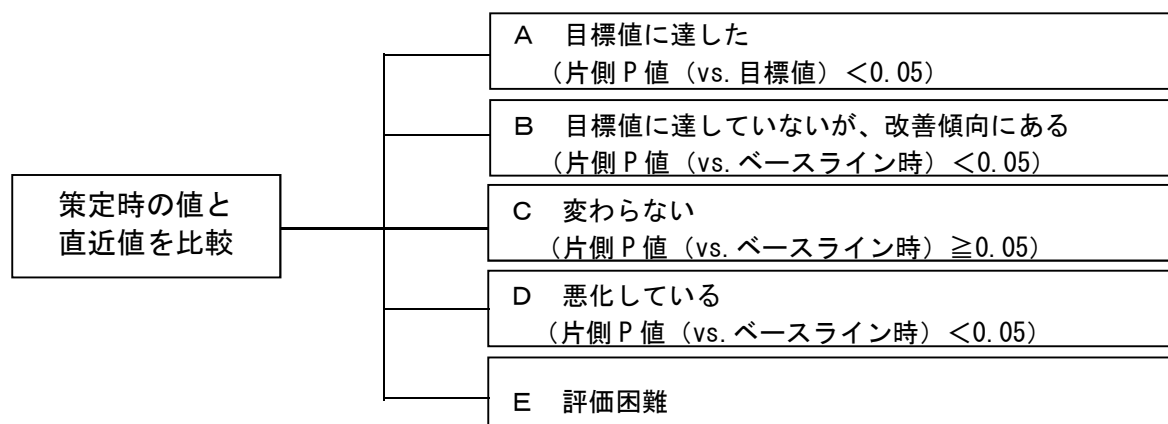 策定時の値と
直近値を比較
A 目標値に達した
（片側 P 値（vs.目標値）＜0.05）
B 目標値に達していないが、改善傾向にある
（片側 P 値（vs.ベースライン時）＜0.05）
C 変わらない
（片側 P 値（vs.ベースライン時）≧0.05）
D 悪化している
（片側 P 値（vs.ベースライン時）＜0.05）
E 評価困難